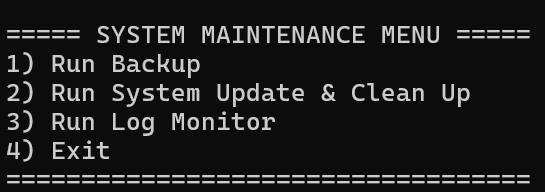 ===== SYSTEM MAINTENANCE MENU =====
1) Run Backup
2) Run System Update & Clean Up
3) Run Log Monitor
4) Exit
===================================